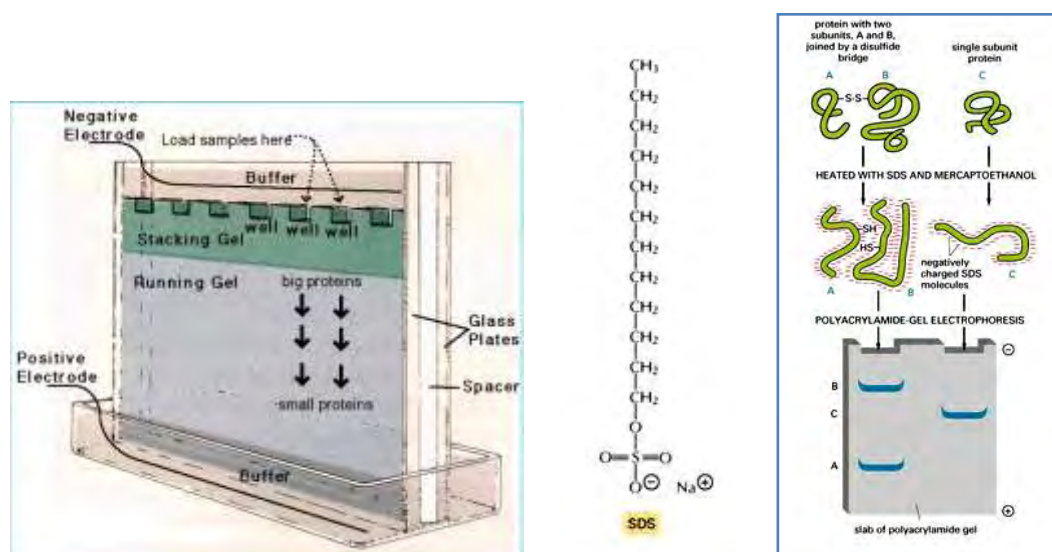 Negative
Electrode
Load samples here
Buffer
well well well
Stacking Gel
Running Gel
big proteins
Glass
Plates
Positive
Electrode
Spacer
small proteins
Buffer
CH3
CH2
CH2
CH2
CH2
CH2
CH2
CH2
CH2
CH2
CH2
CH2
O
O=S=O
O⊖ Na⊕
SDS
protein with two
subunits, A and B,
joined by a disulfide
bridge
single subunit
protein
A B C
S-S
HEATED WITH SDS AND MERCAPTOETHANOL
SH
HS
negatively
charged SDS
molecules
A B C
POLYACRYLAMIDE-GEL ELECTROPHORESIS
⊖
B
C
A
⊕
slab of polyacrylamide gel